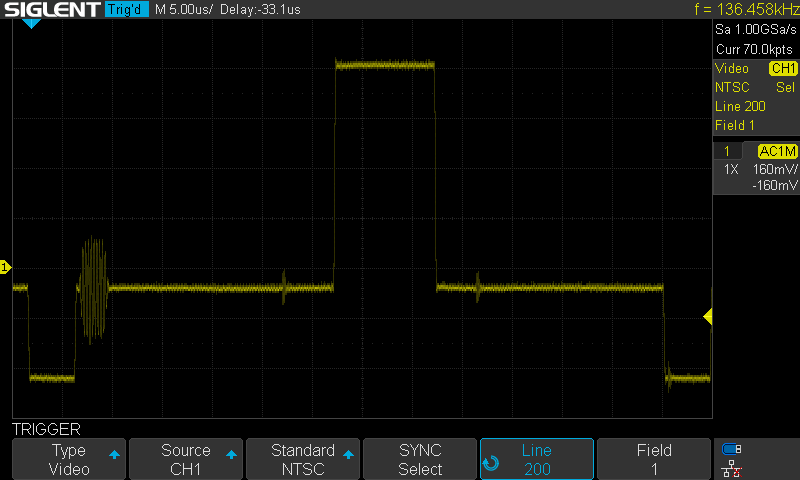 SIGLENT Trig'd M 5.00us/ Delay:-33.1us f = 136.458kHz
Sa 1.00GSa/s
Curr 70.0kpts
Video CH1
NTSC Sel
Line 200
Field 1
1 AC1M
1X 160mV/
-160mV
1
TRIGGER
Type Source Standard SYNC Line Field
Video CH1 NTSC Select 200 1